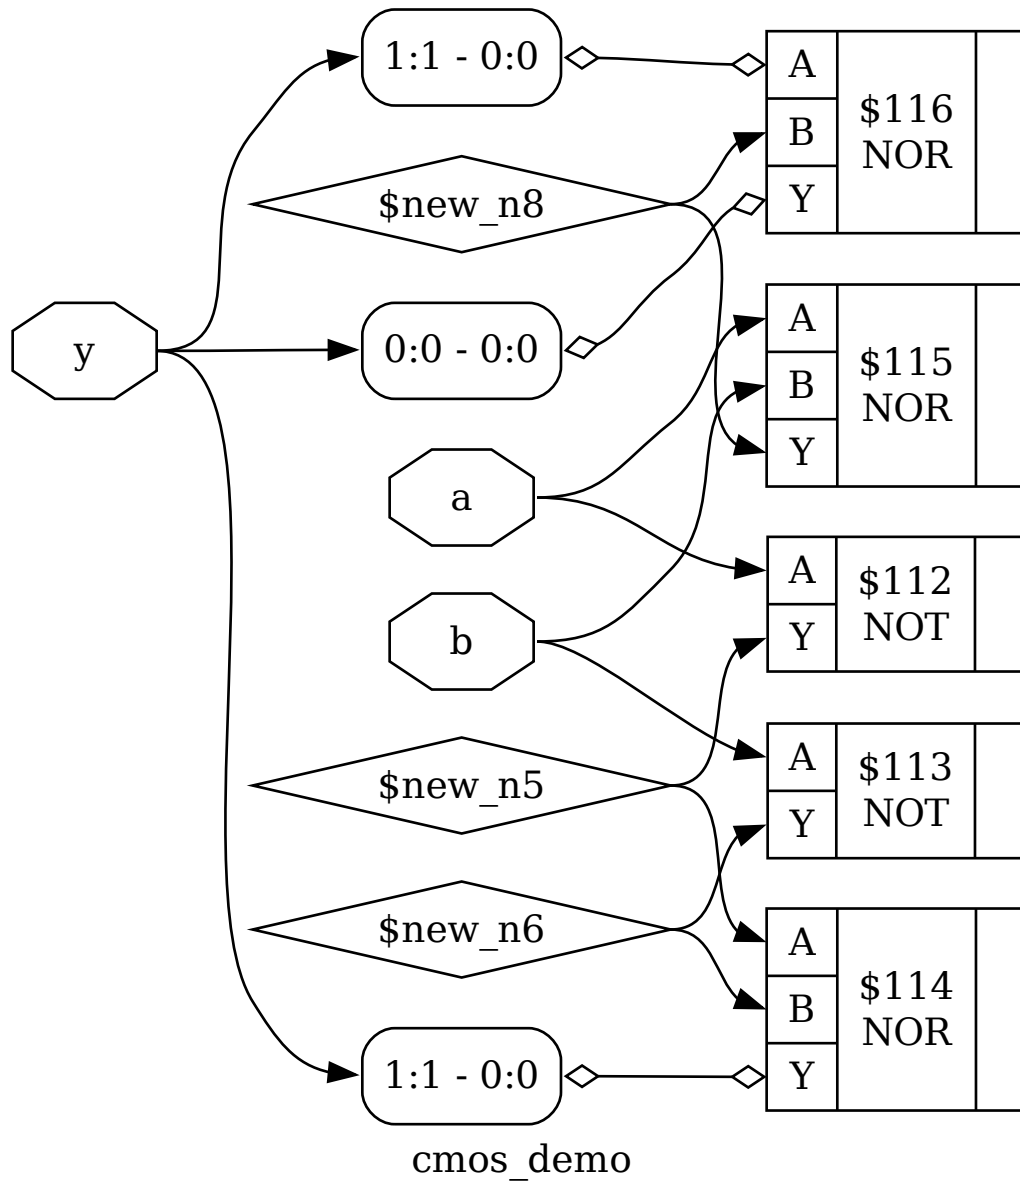 1:1 - 0:0
A
B
Y
$116
NOR
$new_n8
y
0:0 - 0:0
A
B
Y
$115
NOR
a
A
Y
$112
NOT
b
$new_n5
A
Y
$113
NOT
$new_n6
A
B
Y
$114
NOR
1:1 - 0:0
cmos_demo